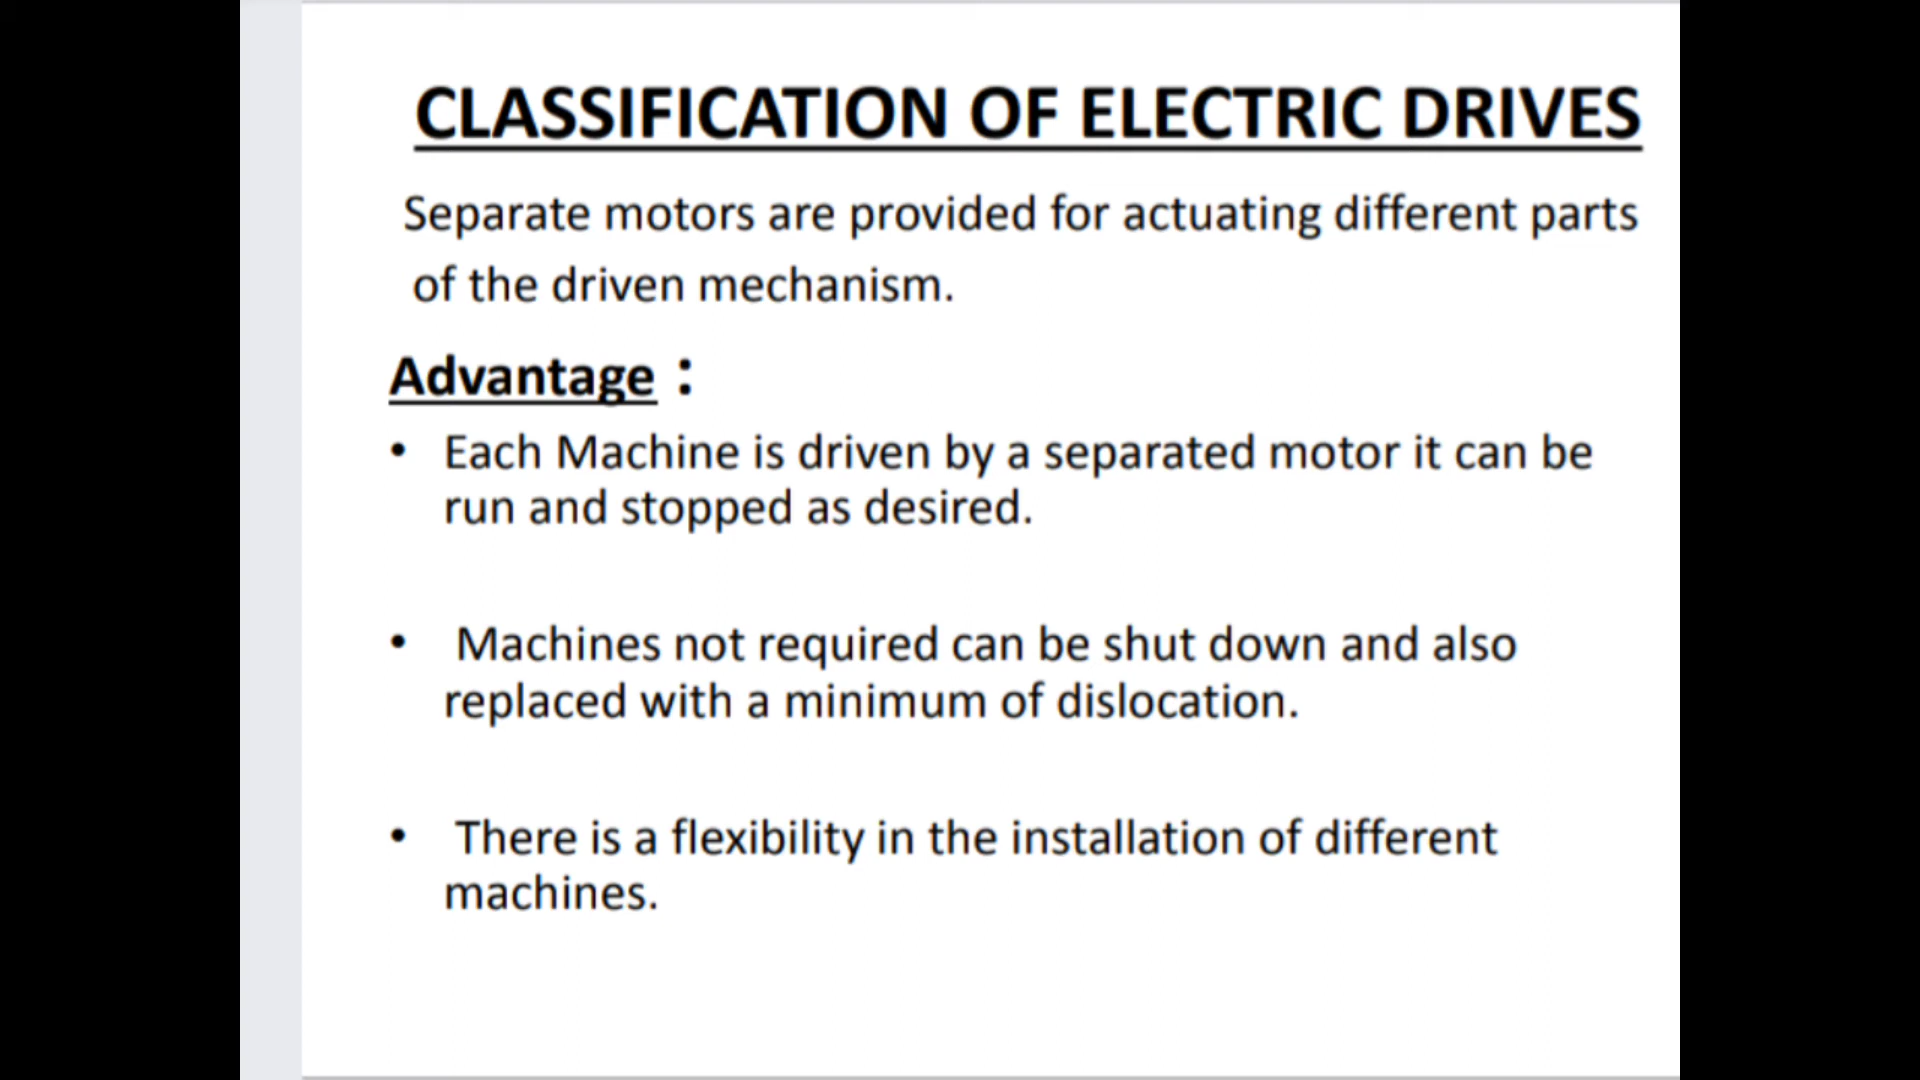 CLASSIFICATION OF ELECTRIC DRIVES
Separate motors are provided for actuating different parts
of the driven mechanism.
Advantage :
• Each Machine is driven by a separated motor it can be
run and stopped as desired.
• Machines not required can be shut down and also
replaced with a minimum of dislocation.
• There is a flexibility in the installation of different
machines.